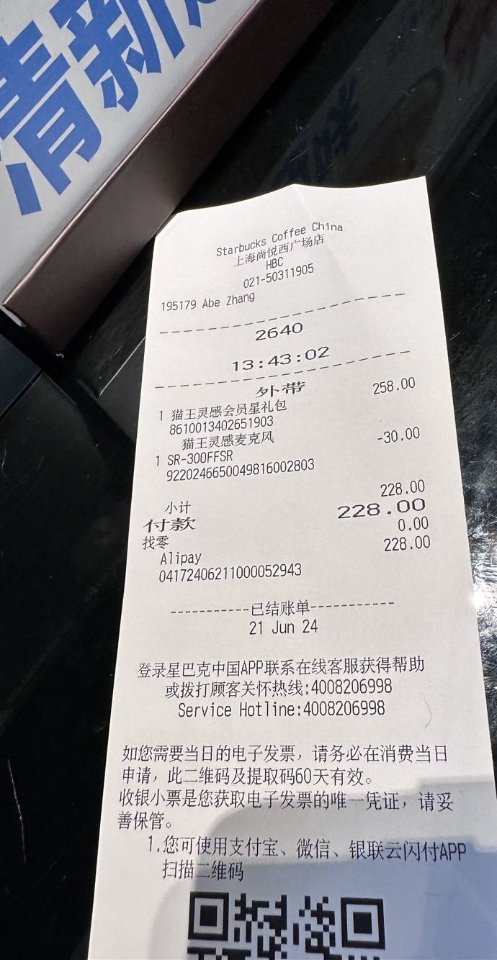 清新
Starbucks Coffee China
上海尚悦西广场店
HBC
021-50311905
195179 Abe Zhang
2640
13:43:02
外带
1 猫王灵感会员星礼包 258.00
8610013402651903
猫王灵感麦克风
1 SR-300FFSR -30.00
9220246650049816002803
小计 228.00
付款 228.00
找零 0.00
Alipay 228.00
04172406211000052943
-----------已结账单-----------
21 Jun 24
登录星巴克中国APP联系在线客服获得帮助
或拨打顾客关怀热线:4008206998
Service Hotline:4008206998
如您需要当日的电子发票，请务必在消费当日
申请，此二维码及提取码60天有效。
收银小票是您获取电子发票的唯一凭证，请妥
善保管。
1.您可使用支付宝、微信、银联云闪付APP
扫描二维码